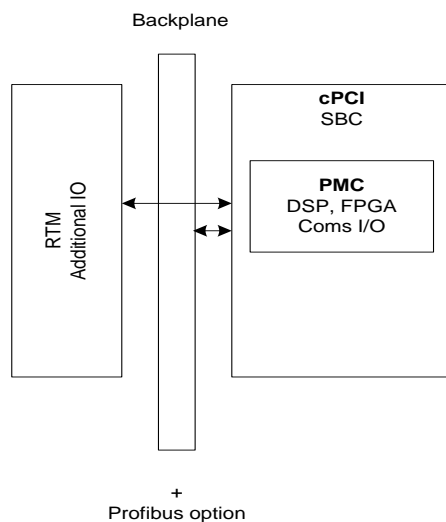 Backplane
cPCI
SBC
PMC
DSP, FPGA
Coms I/O
RTM
Additional IO
+
Profibus option